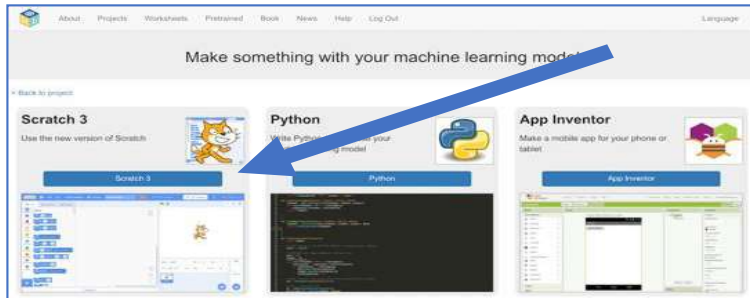 About Projects Worksheets Pretrained Book News Help Log Out Language
Make something with your machine learning model
« Back to project
Scratch 3
Use the new version of Scratch
Scratch 3
Python
Write Python your
model
Python
App Inventor
Make a mobile app for your phone or
tablet
App Inventor